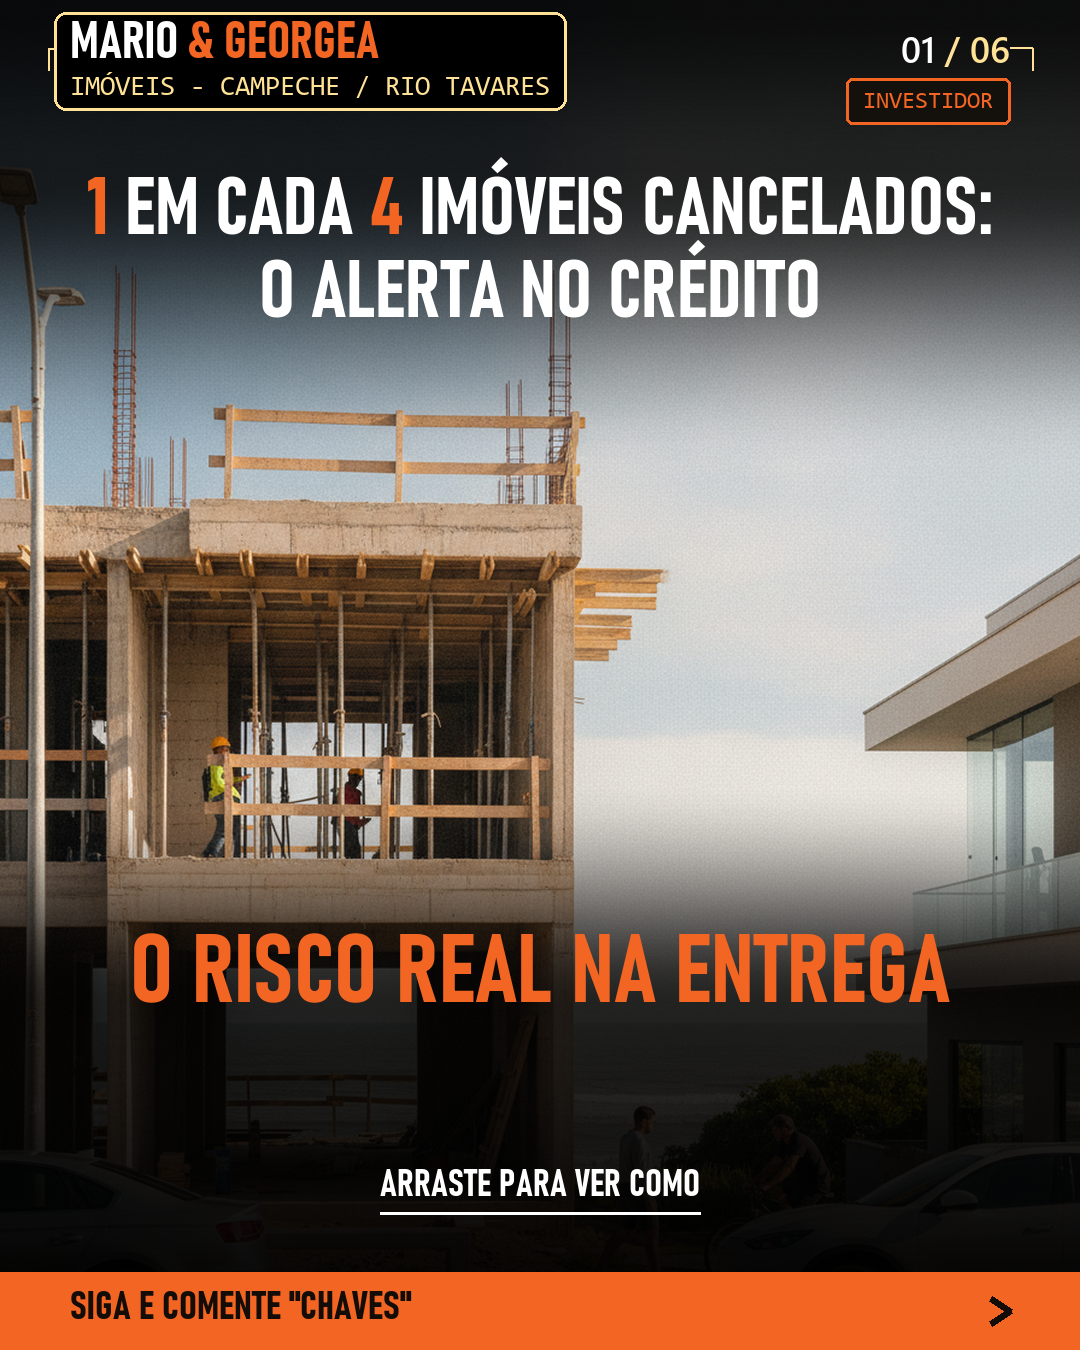 MARIO & GEORGEA
IMÓVEIS - CAMPECHE / RIO TAVARES
01 / 06
INVESTIDOR
1 EM CADA 4 IMÓVEIS CANCELADOS:
O ALERTA NO CRÉDITO
O RISCO REAL NA ENTREGA
ARRASTE PARA VER COMO
SIGA E COMENTE "CHAVES"